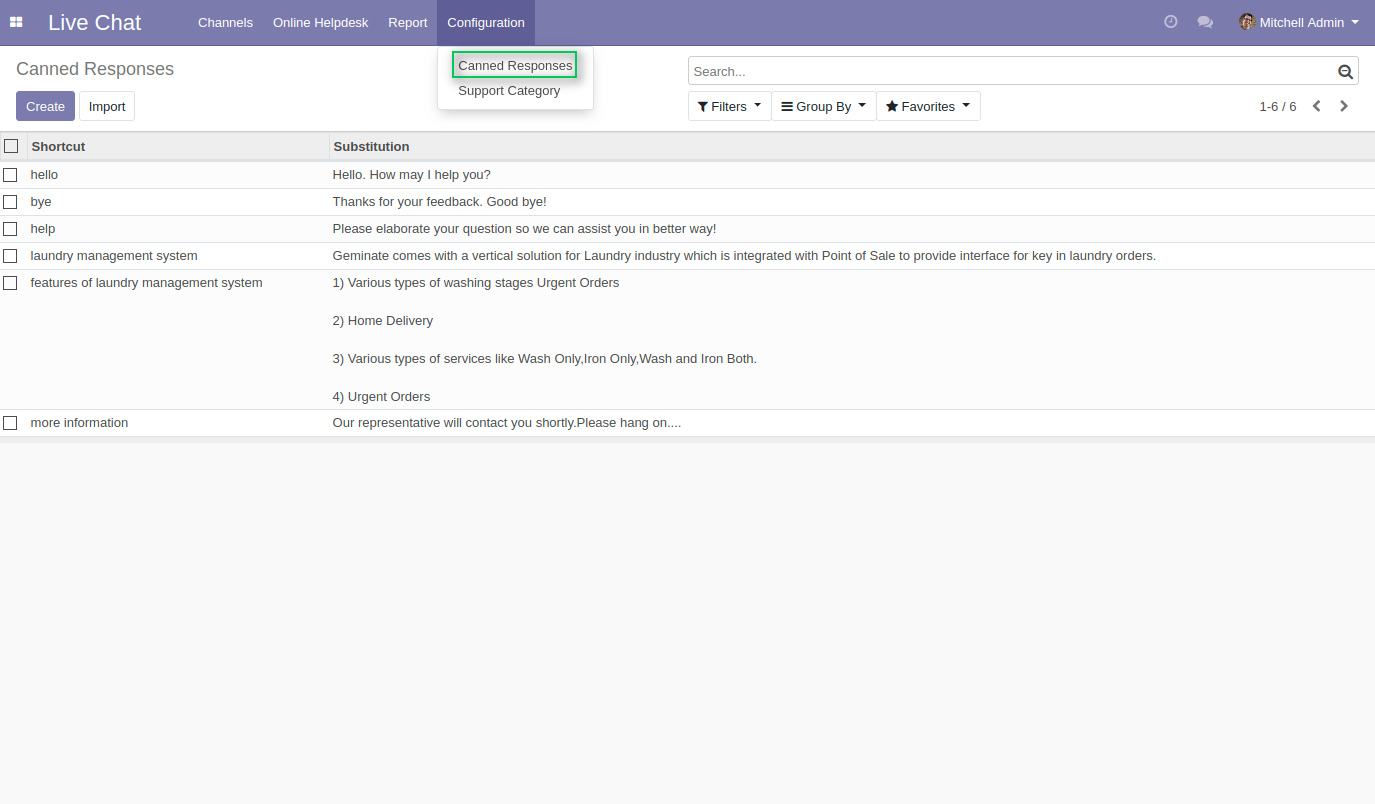 Live Chat Channels Online Helpdesk Report Configuration Mitchell Admin
Canned Responses
Canned Responses
Support Category
Search...
Create Import
Filters Group By Favorites 1-6 / 6
Shortcut Substitution
hello Hello. How may I help you?
bye Thanks for your feedback. Good bye!
help Please elaborate your question so we can assist you in better way!
laundry management system Geminate comes with a vertical solution for Laundry industry which is integrated with Point of Sale to provide interface for key in laundry orders.
features of laundry management system 1) Various types of washing stages Urgent Orders
2) Home Delivery
3) Various types of services like Wash Only,Iron Only,Wash and Iron Both.
4) Urgent Orders
more information Our representative will contact you shortly.Please hang on....